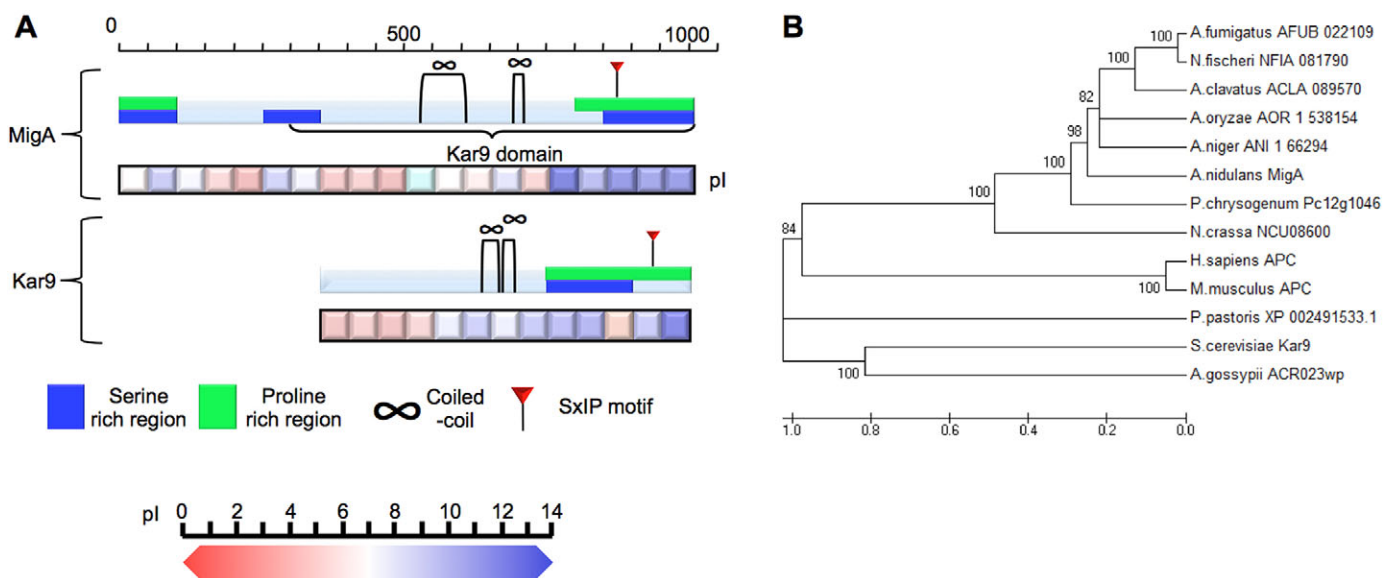 A
0 500 1000
∞ ∞
MigA
Kar9 domain
pI
∞ ∞
Kar9
Serine
rich region
Proline
rich region
∞ Coiled
-coil
SxIP motif
pI 0 2 4 6 8 10 12 14
B
A.fumigatus AFUB 022109
100
N.fischeri NFIA 081790
100
A.clavatus ACLA 089570
82
A.oryzae AOR 1 538154
98
A.niger ANI 1 66294
100
A.nidulans MigA
100
P.chrysogenum Pc12g1046
N.crassa NCU08600
84
H.sapiens APC
100
M.musculus APC
P.pastoris XP 002491533.1
S.cerevisiae Kar9
100
A.gossypii ACR023wp
1.0 0.8 0.6 0.4 0.2 0.0